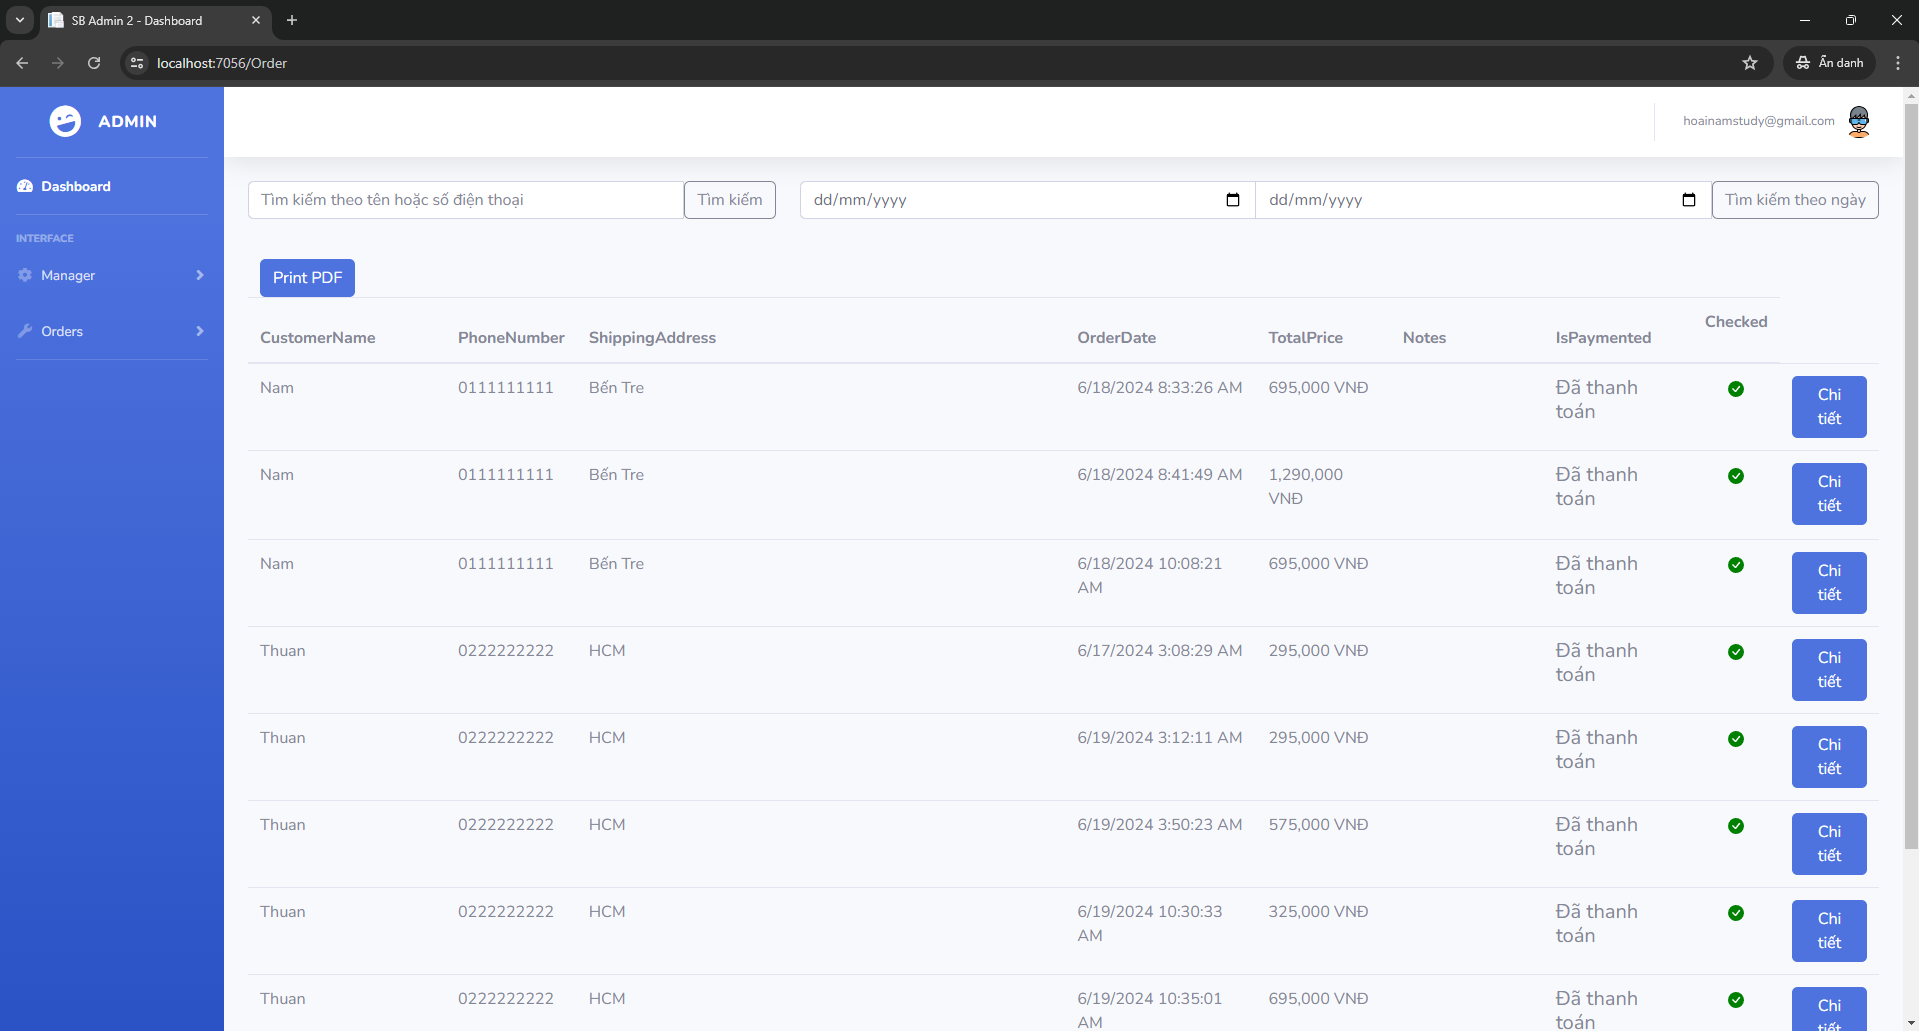 SB Admin 2 - Dashboard
localhost:7056/Order
Ẩn danh
ADMIN
hoainamstudy@gmail.com
Dashboard
INTERFACE
Manager
Orders
Tìm kiếm theo tên hoặc số điện thoại
Tìm kiếm
dd/mm/yyyy
dd/mm/yyyy
Tìm kiếm theo ngày
Print PDF
CustomerName PhoneNumber ShippingAddress OrderDate TotalPrice Notes IsPaymented Checked
Nam 0111111111 Bến Tre 6/18/2024 8:33:26 AM 695,000 VNĐ Đã thanh Chi
toán tiết
Nam 0111111111 Bến Tre 6/18/2024 8:41:49 AM 1,290,000 Đã thanh Chi
VNĐ toán tiết
Nam 0111111111 Bến Tre 6/18/2024 10:08:21 695,000 VNĐ Đã thanh Chi
AM toán tiết
Thuan 0222222222 HCM 6/17/2024 3:08:29 AM 295,000 VNĐ Đã thanh Chi
toán tiết
Thuan 0222222222 HCM 6/19/2024 3:12:11 AM 295,000 VNĐ Đã thanh Chi
toán tiết
Thuan 0222222222 HCM 6/19/2024 3:50:23 AM 575,000 VNĐ Đã thanh Chi
toán tiết
Thuan 0222222222 HCM 6/19/2024 10:30:33 325,000 VNĐ Đã thanh Chi
AM toán tiết
Thuan 0222222222 HCM 6/19/2024 10:35:01 695,000 VNĐ Đã thanh Chi
AM toán tiết